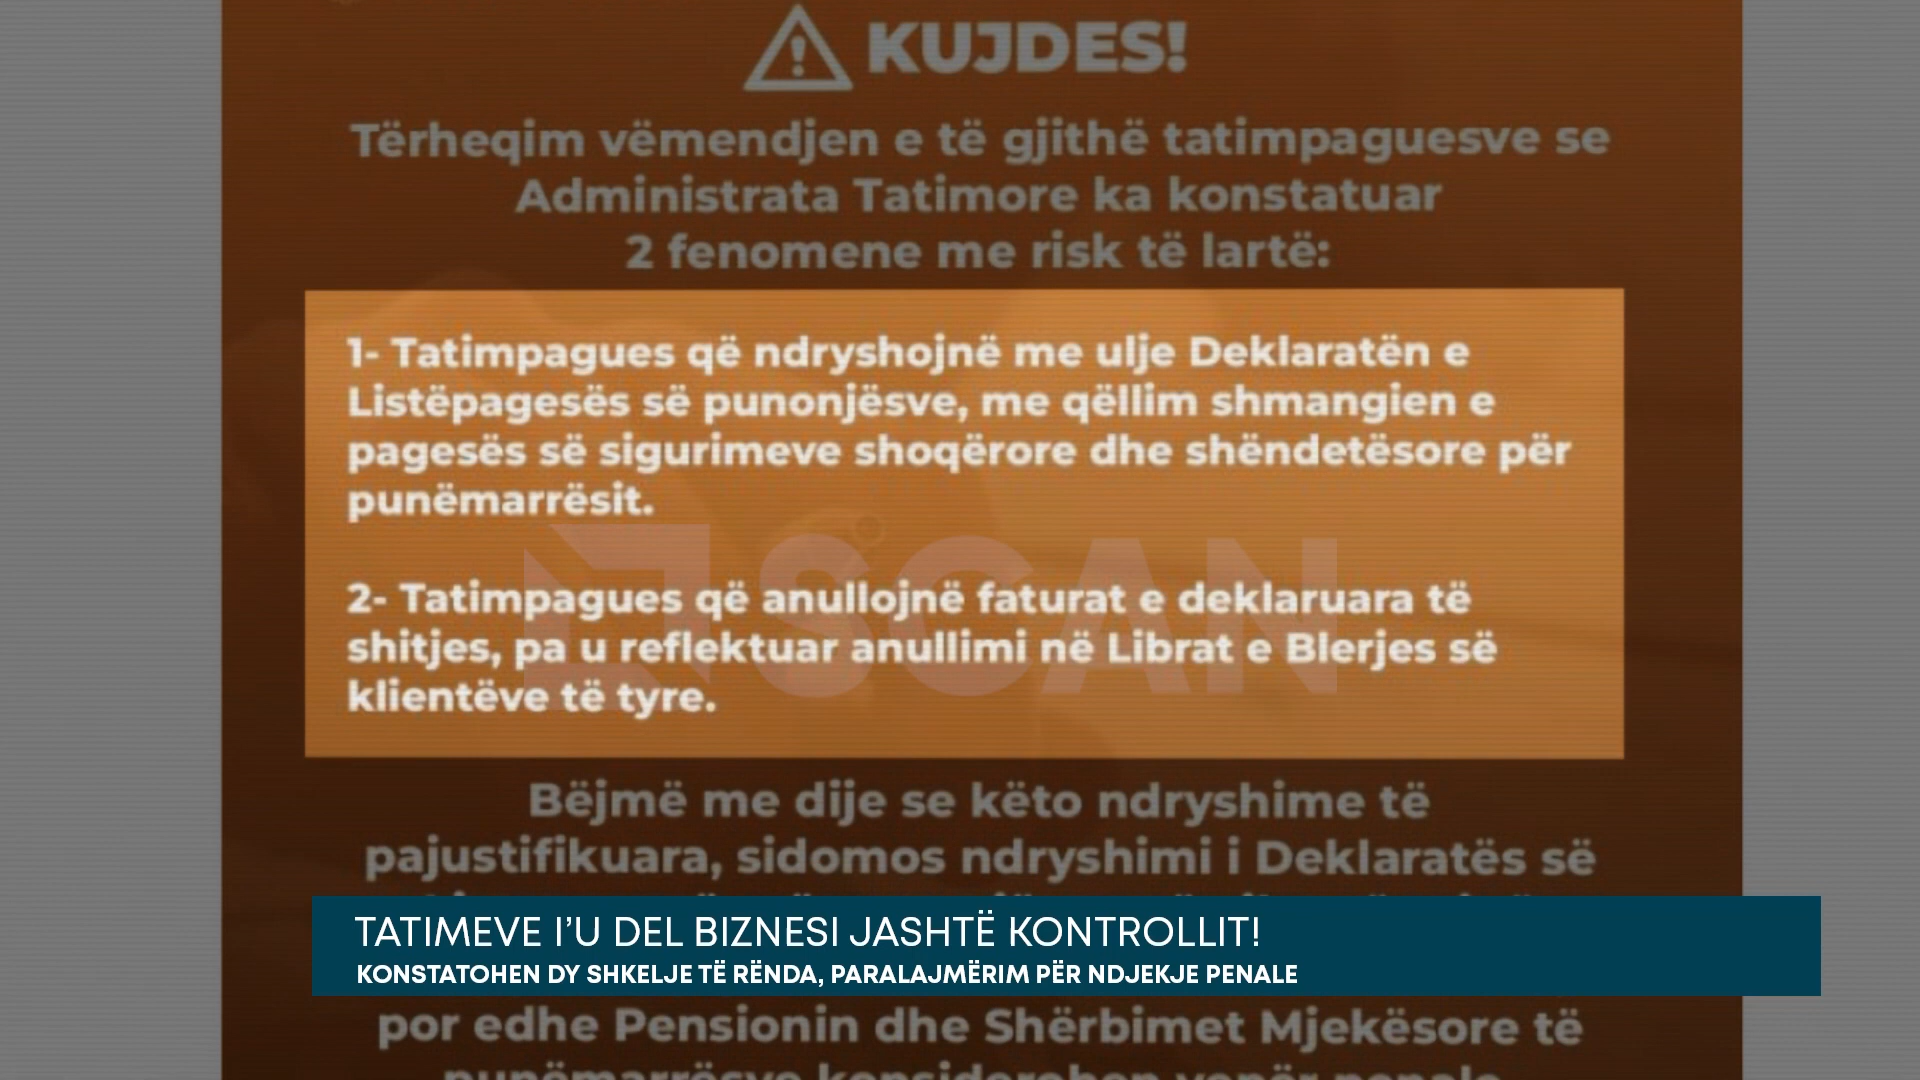 KUJDES!
Tërheqim vëmendjen e të gjithë tatimpaguesve se
Administrata Tatimore ka konstatuar
2 fenomene me risk të lartë:
1- Tatimpagues që ndryshojnë me ulje Deklaratën e
Listëpagesës së punonjësve, me qëllim shmangien e
pagesës së sigurimeve shoqërore dhe shëndetësore për
punëmarrësit.
2- Tatimpagues që anullojnë faturat e deklaruara të
shitjes, pa u reflektuar anullimi në Librat e Blerjes së
klientëve të tyre.
SCAN
Bëjmë me dije se këto ndryshime të
pajustifikuara, sidomos ndryshimi i Deklaratës së
TATIMEVE I'U DEL BIZNESI JASHTË KONTROLLIT!
KONSTATOHEN DY SHKELJE TË RËNDA, PARALAJMËRIM PËR NDJEKJE PENALE
por edhe Pensionin dhe Shërbimet Mjekësore të
punëmarrësve konsiderohen vepër penale